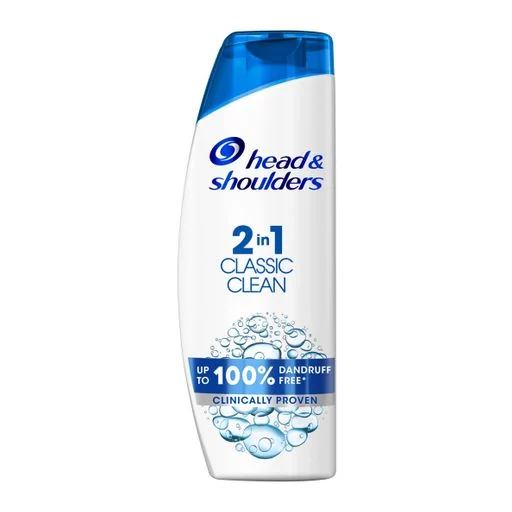 head &
shoulders
2 in 1
CLASSIC
CLEAN
UP TO 100% DANDRUFF FREE*
CLINICALLY PROVEN